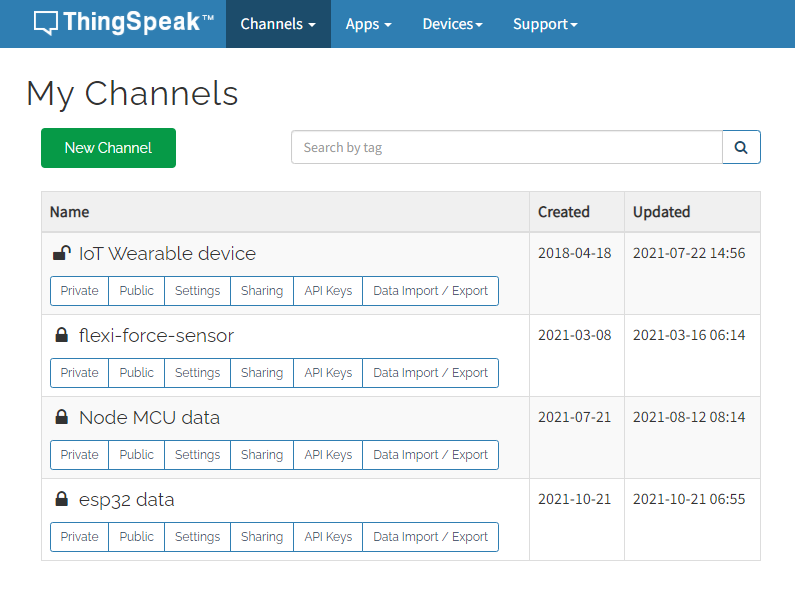 ThingSpeak™ Channels Apps Devices Support
My Channels
New Channel Search by tag
Name Created Updated
IoT Wearable device 2018-04-18 2021-07-22 14:56
Private Public Settings Sharing API Keys Data Import / Export
flexi-force-sensor 2021-03-08 2021-03-16 06:14
Private Public Settings Sharing API Keys Data Import / Export
Node MCU data 2021-07-21 2021-08-12 08:14
Private Public Settings Sharing API Keys Data Import / Export
esp32 data 2021-10-21 2021-10-21 06:55
Private Public Settings Sharing API Keys Data Import / Export